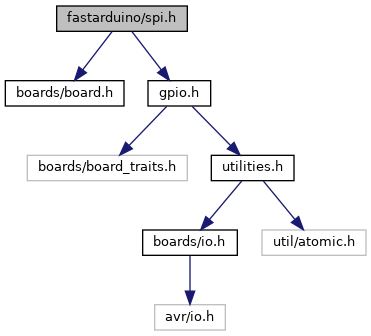 fastarduino/spi.h
boards/board.h
gpio.h
boards/board_traits.h
utilities.h
boards/io.h
util/atomic.h
avr/io.h